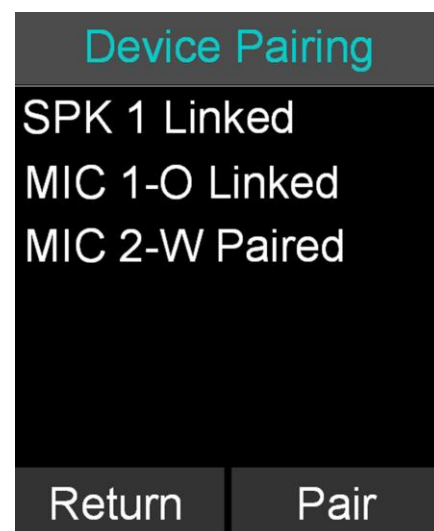 Device Pairing
SPK 1 Linked
MIC 1-O Linked
MIC 2-W Paired
Return Pair